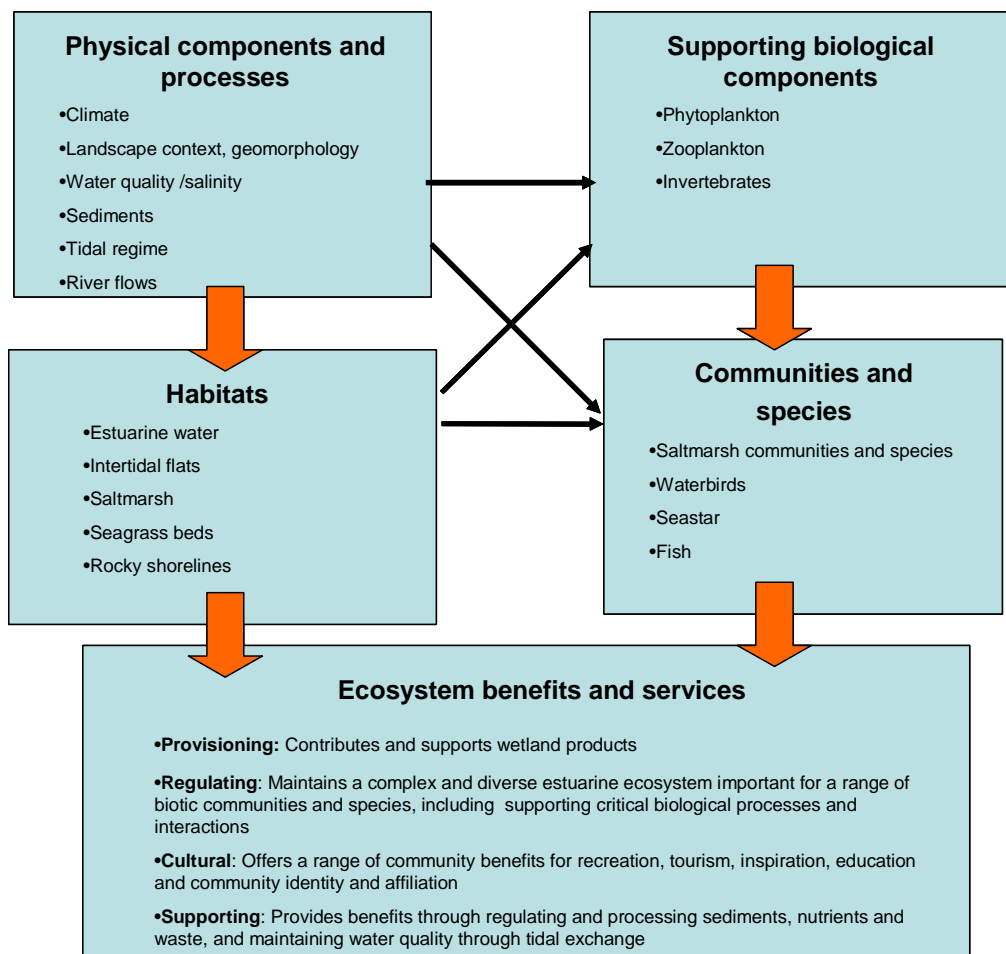 Physical components and
processes
•Climate
•Landscape context, geomorphology
•Water quality /salinity
•Sediments
•Tidal regime
•River flows
Supporting biological
components
•Phytoplankton
•Zooplankton
•Invertebrates
Habitats
•Estuarine water
•Intertidal flats
•Saltmarsh
•Seagrass beds
•Rocky shorelines
Communities and
species
•Saltmarsh communities and species
•Waterbirds
•Seastar
•Fish
Ecosystem benefits and services
•Provisioning: Contributes and supports wetland products
•Regulating: Maintains a complex and diverse estuarine ecosystem important for a range of
biotic communities and species, including  supporting critical biological processes and
interactions
•Cultural: Offers a range of community benefits for recreation, tourism, inspiration, education
and community identity and affiliation
•Supporting: Provides benefits through regulating and processing sediments, nutrients and
waste, and maintaining water quality through tidal exchange